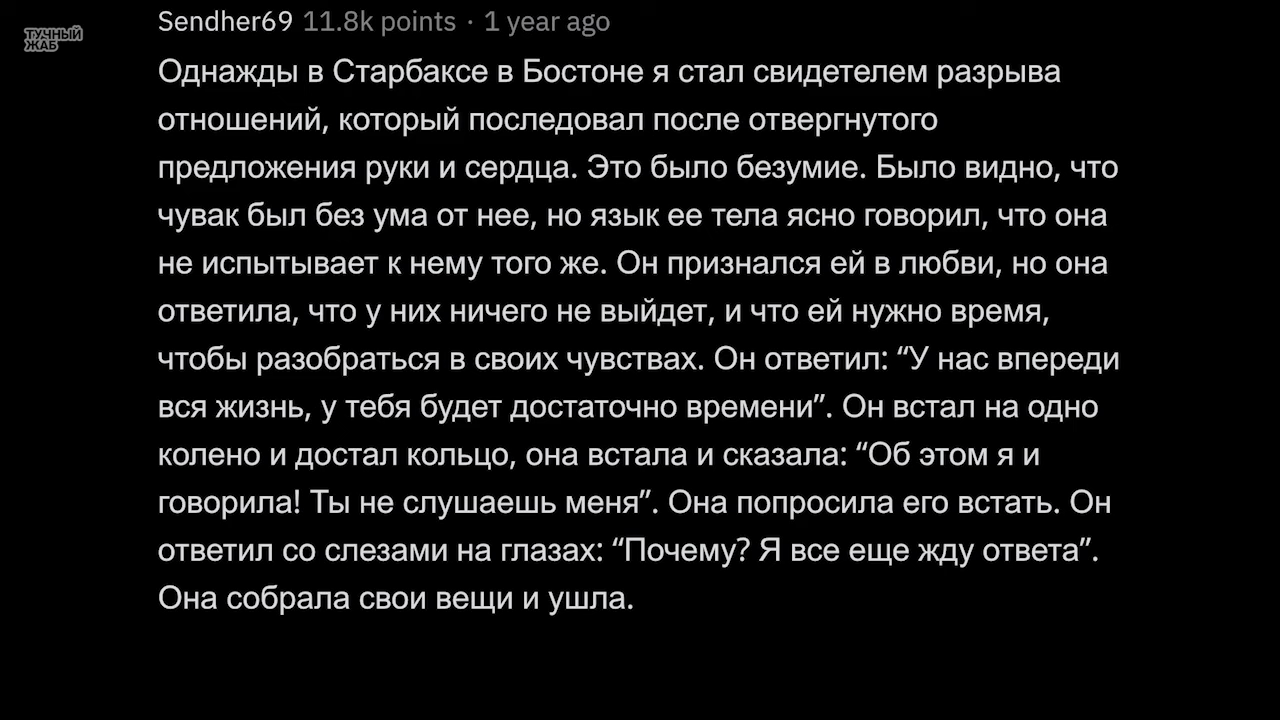 Sendher69 11.8k points · 1 year ago
ТУЧНЫЙ
ЖАБ
Однажды в Старбаксе в Бостоне я стал свидетелем разрыва
отношений, который последовал после отвергнутого
предложения руки и сердца. Это было безумие. Было видно, что
чувак был без ума от нее, но язык ее тела ясно говорил, что она
не испытывает к нему того же. Он признался ей в любви, но она
ответила, что у них ничего не выйдет, и что ей нужно время,
чтобы разобраться в своих чувствах. Он ответил: “У нас впереди
вся жизнь, у тебя будет достаточно времени”. Он встал на одно
колено и достал кольцо, она встала и сказала: “Об этом я и
говорила! Ты не слушаешь меня”. Она попросила его встать. Он
ответил со слезами на глазах: “Почему? Я все еще жду ответа”.
Она собрала свои вещи и ушла.